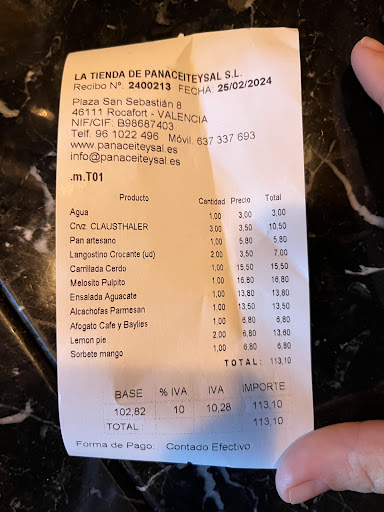 LA TIENDA DE PANACEITEYSAL S.L.
Recibo Nº: 2400213 FECHA: 25/02/2024
Plaza San Sebastián 8
46111 Rocafort - VALENCIA
NIF/CIF: B98687403
Telf. 96 1022 496 Móvil. 637 337 693
www.panaceiteysal.es
info@panaceiteysal.es
.m.T01
Producto Cantidad Precio Total
Agua 1,00 3,00 3,00
Crvz. CLAUSTHALER 3,00 3,50 10,50
Pan artesano 1,00 5,80 5,80
Langostino Crocante (ud) 2,00 3,50 7,00
Carrillada Cerdo 1,00 15,50 15,50
Melosito Pulpito 1,00 16,80 16,80
Ensalada Aguacate 1,00 13,80 13,80
Alcachofas Parmesan 1,00 13,50 13,50
Afogato Cafe y Baylies 1,00 6,80 6,80
Lemon pie 2,00 6,80 13,60
Sorbete mango 1,00 6,80 6,80
TOTAL: 113,10
BASE % IVA IVA IMPORTE
102,82 10 10,28 113,10
TOTAL : 113,10
Forma de Pago: Contado Efectivo